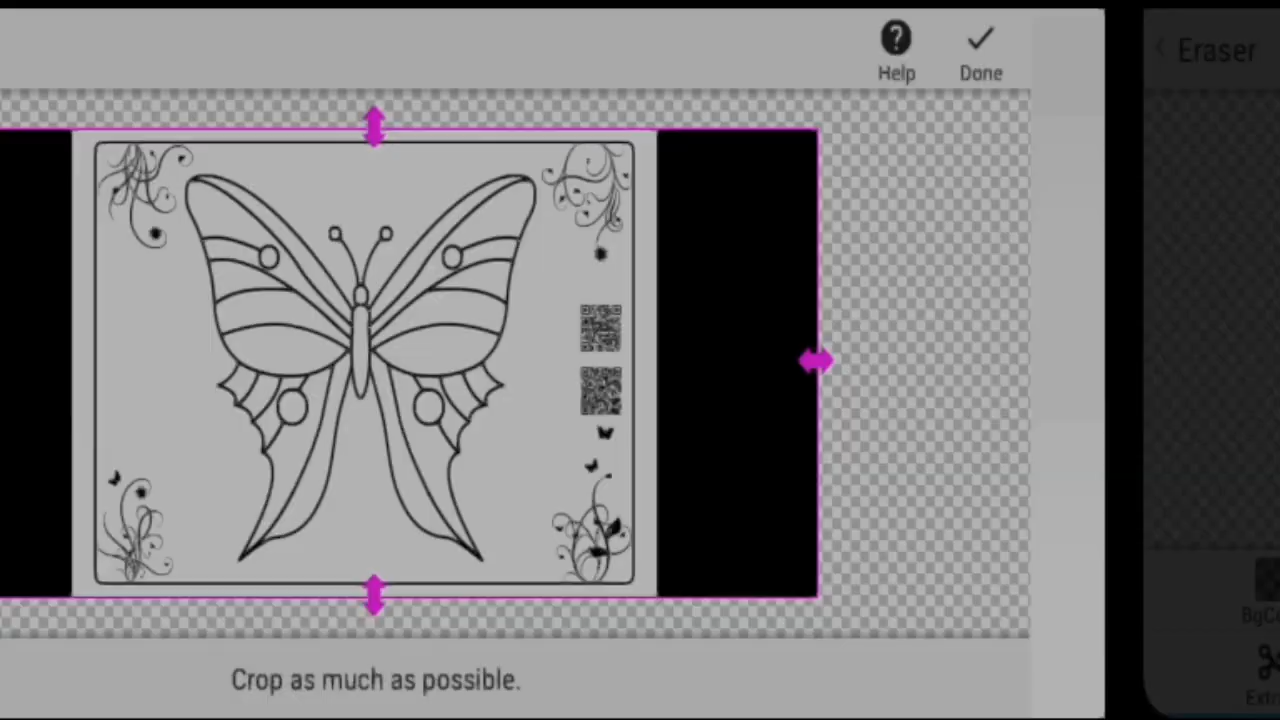 Help
Done
Eraser
Crop as much as possible.